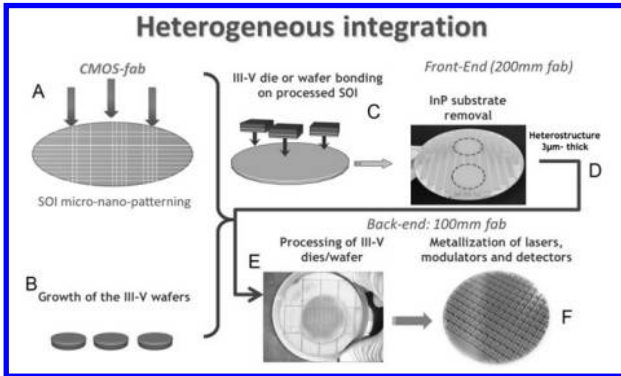 Heterogeneous integration
CMOS-fab
A
SOI micro-nano-patterning
B
Growth of the III-V wafers
III-V die or wafer bonding
on processed SOI
C
Front-End (200mm fab)
InP substrate
removal
Heterostructure
3µm- thick
D
Back-end: 100mm fab
E
Processing of III-V
dies/wafer
Metallization of lasers,
modulators and detectors
F